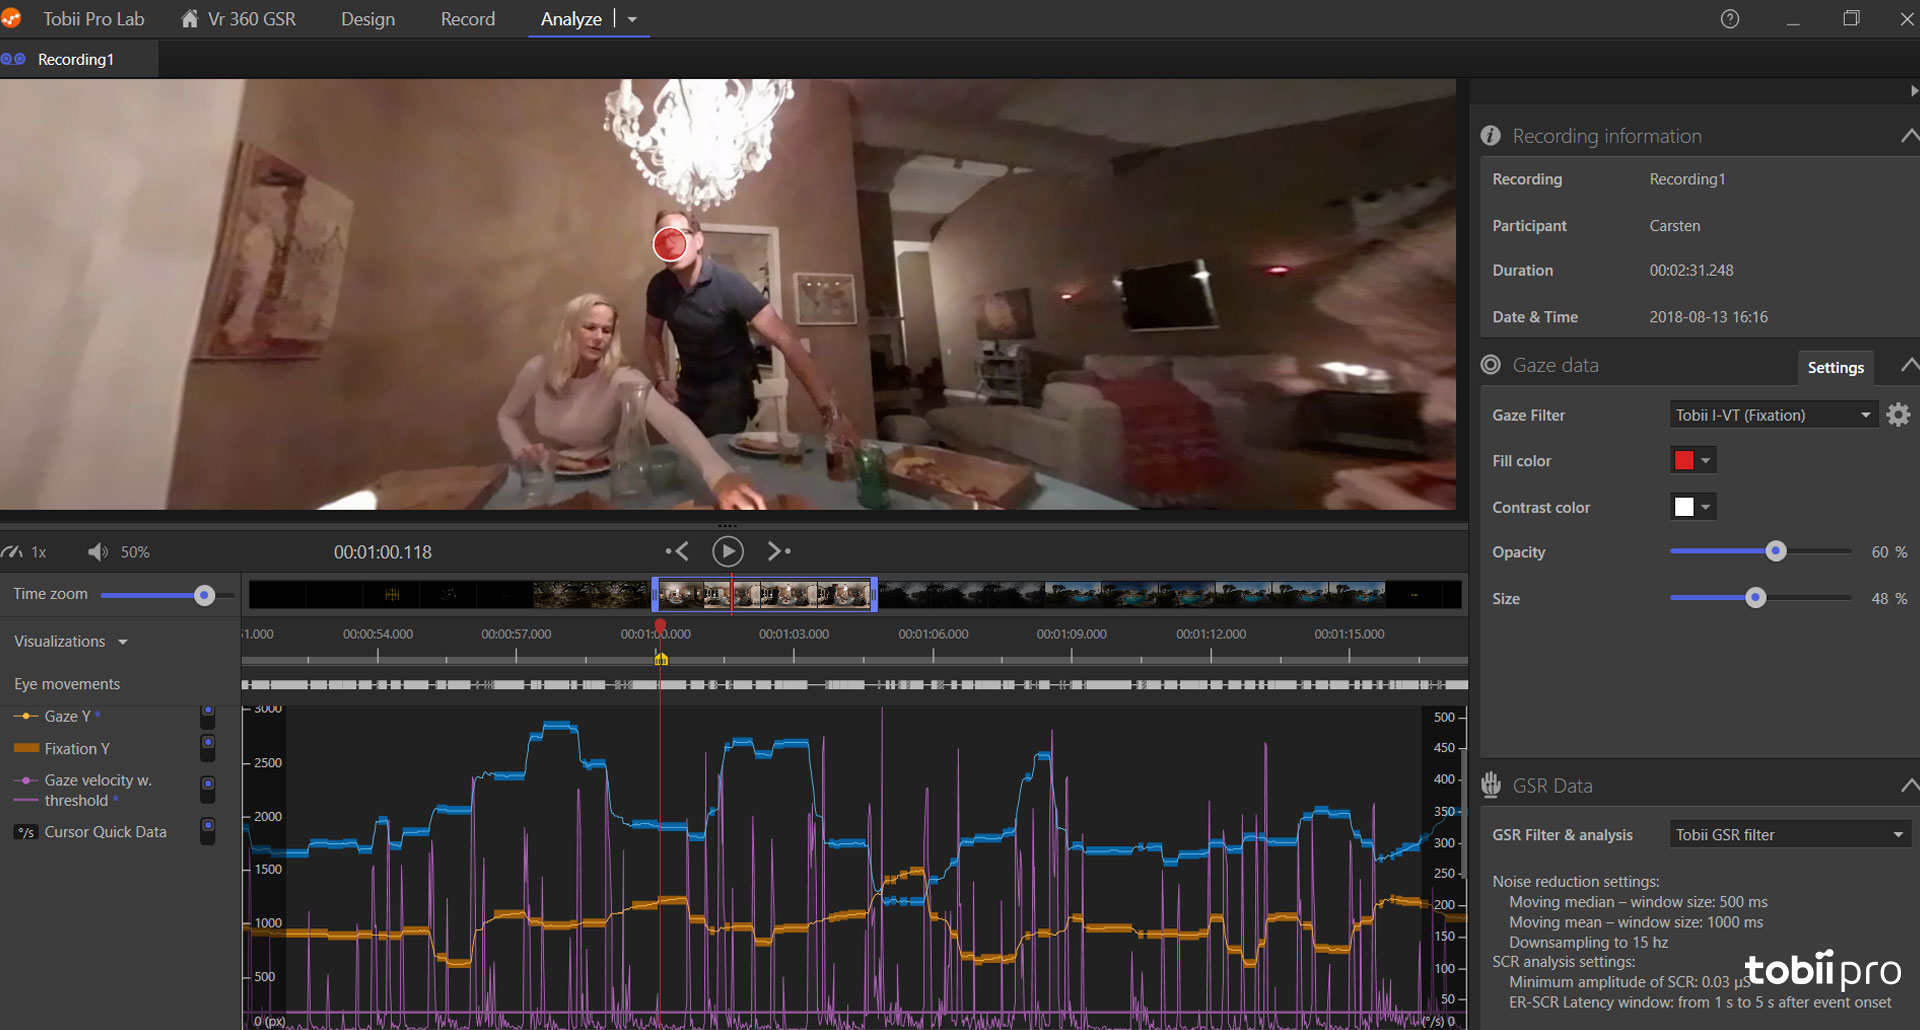 Tobii Pro Lab
Vr 360 GSR
Design
Record
Analyze
Recording1
Recording information
Recording Recording1
Participant Carsten
Duration 00:02:31.248
Date & Time 2018-08-13 16:16
Gaze data
Settings
Gaze Filter Tobii I-VT (Fixation)
Fill color
Contrast color
Opacity 60 %
Size 48 %
GSR Data
GSR Filter & analysis Tobii GSR filter
Noise reduction settings:
Moving median – window size: 500 ms
Moving mean – window size: 1000 ms
Downsampling to 15 hz
SCR analysis settings:
Minimum amplitude of SCR: 0.03 µS
ER-SCR Latency window: from 1 s to 5 s after event onset
tobiipro
1x
50%
00:01:00.118
Time zoom
Visualizations
51.000 00:00:54.000 00:00:57.000 00:01:00.000 00:01:03.000 00:01:06.000 00:01:09.000 00:01:12.000 00:01:15.000
Eye movements
Gaze Y *
Fixation Y
Gaze velocity w.
threshold *
°/s Cursor Quick Data
3000
2500
2000
1500
1000
500
0 (px)
500
450
400
350
300
250
200
150
100
50
(°/s) 0